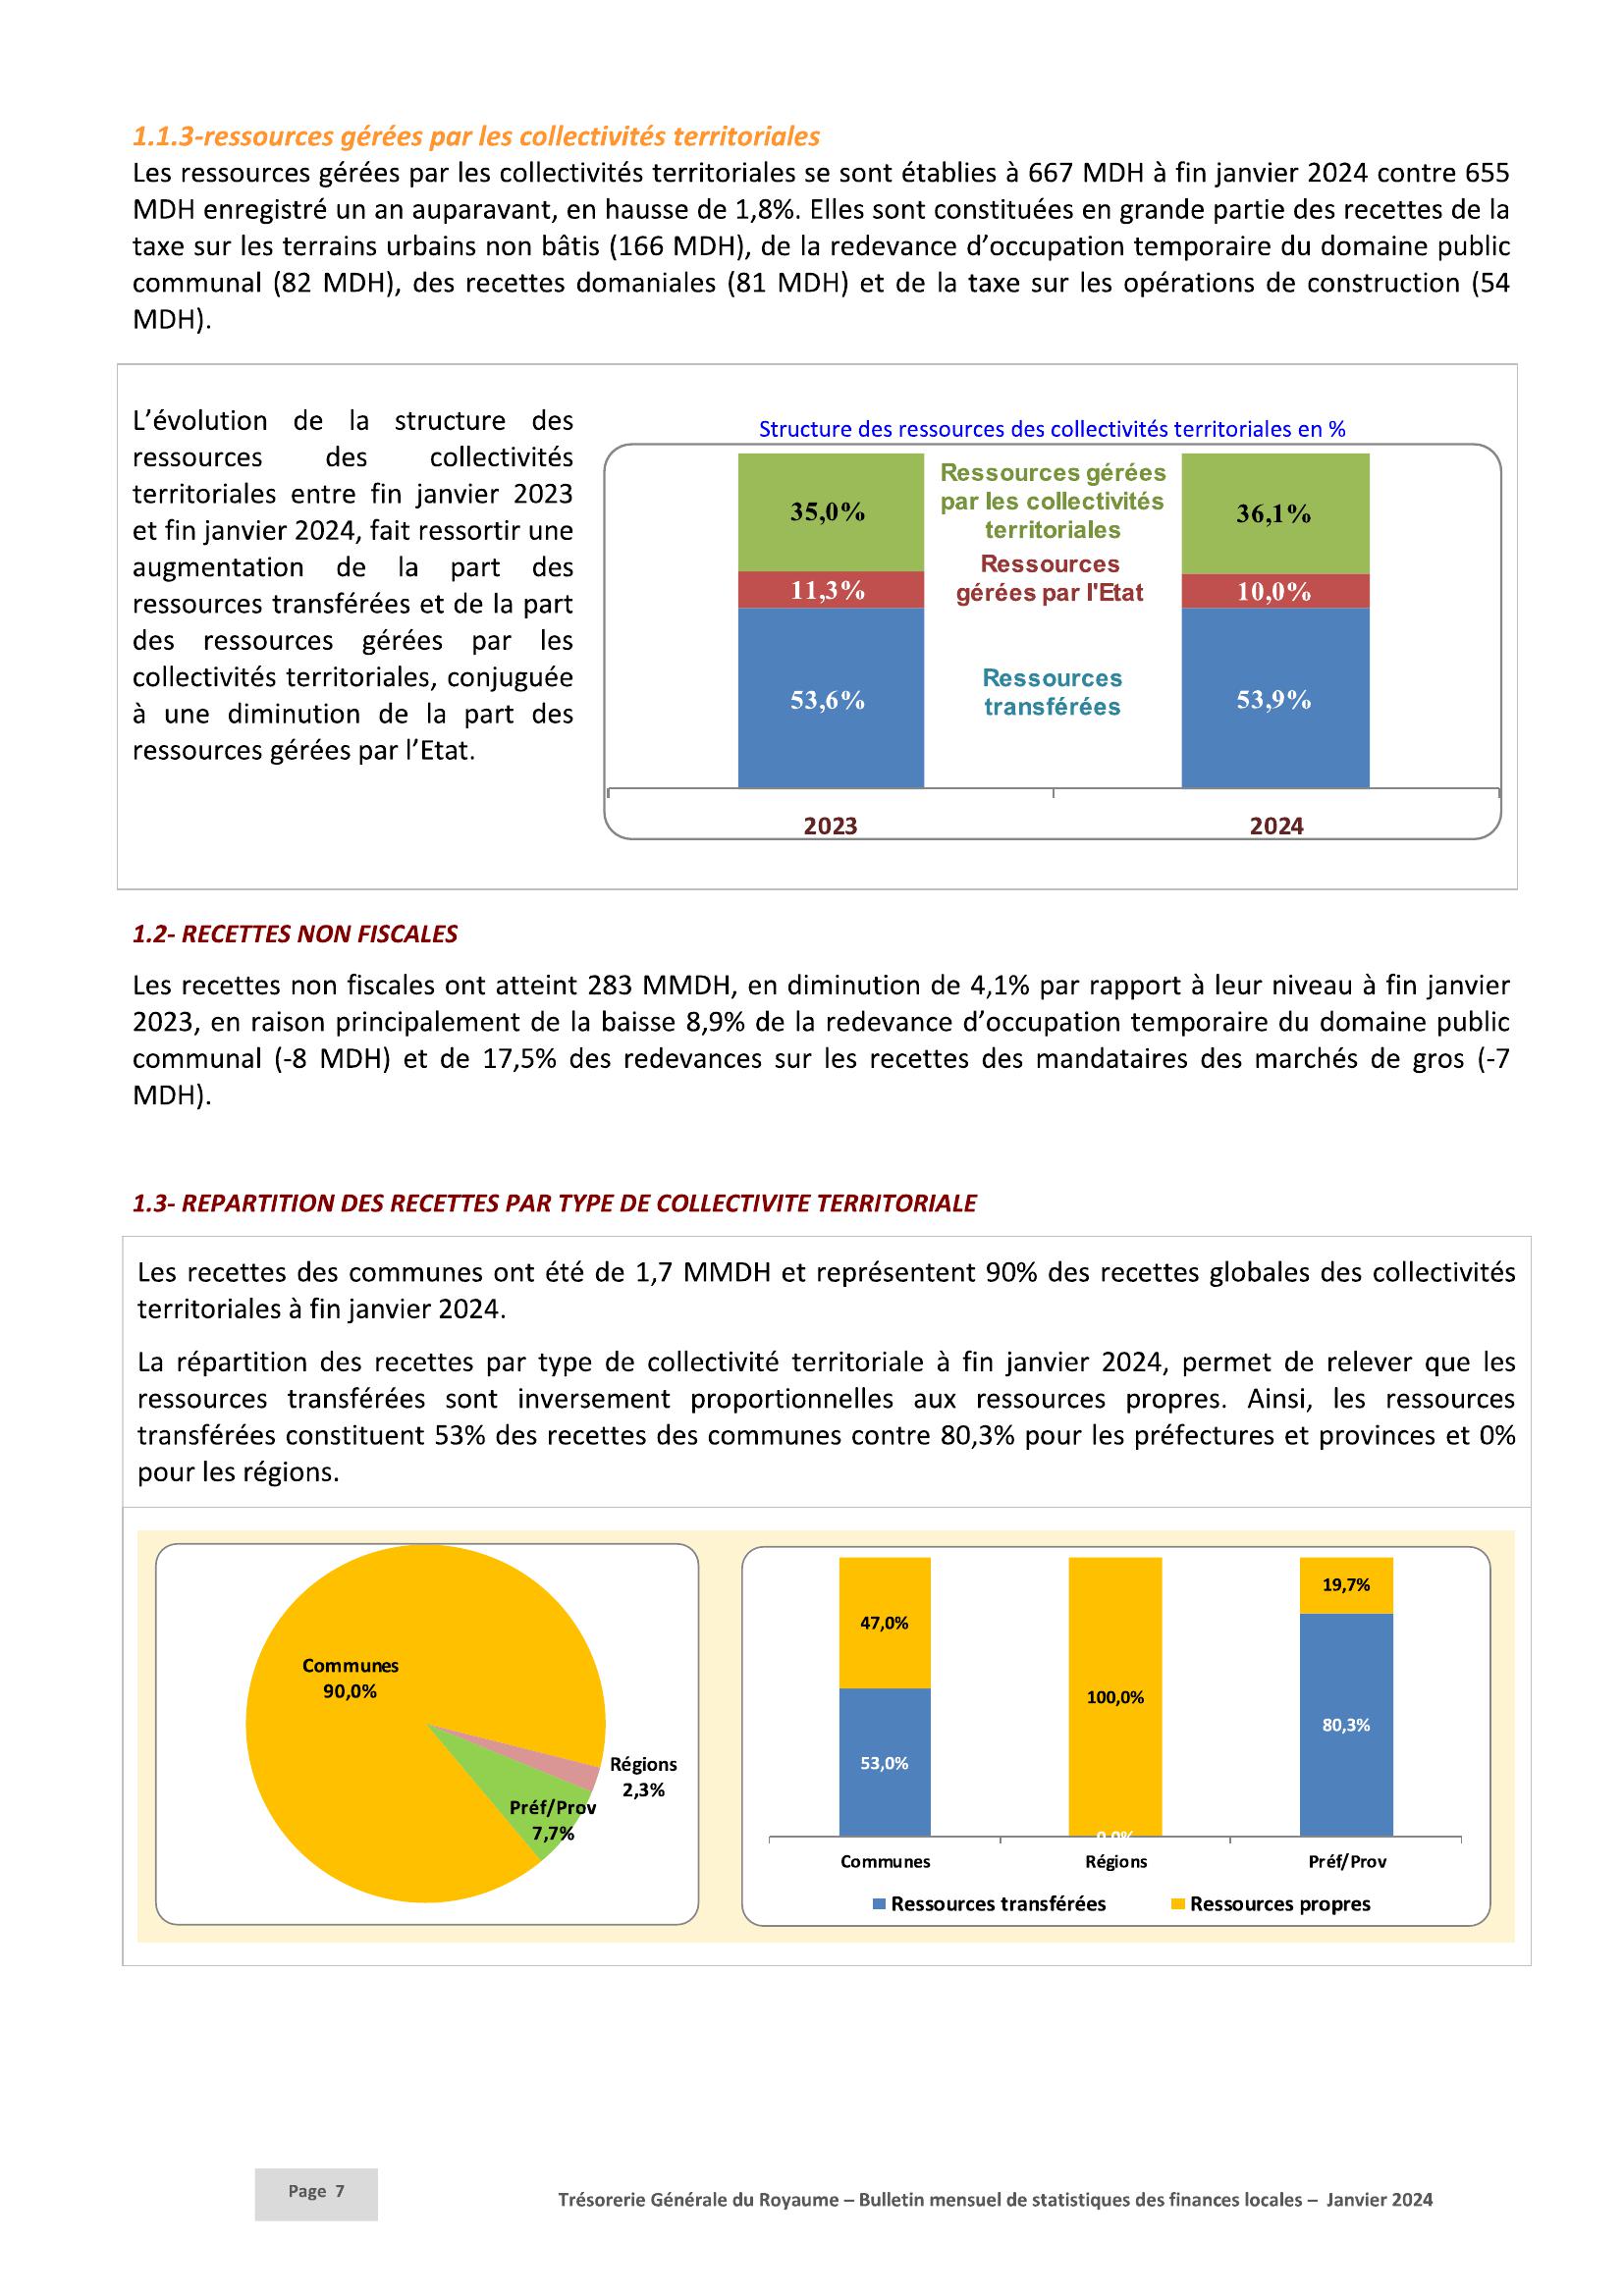 1.1.3-ressources gérées par les collectivités territoriales
Les ressources gérées par les collectivités territoriales se sont établies à 667 MDH à fin janvier 2024 contre 655
MDH enregistré un an auparavant, en hausse de 1,8%. Elles sont constituées en grande partie des recettes de la
taxe sur les terrains urbains non bâtis (166 MDH), de la redevance d’occupation temporaire du domaine public
communal (82 MDH), des recettes domaniales (81 MDH) et de la taxe sur les opérations de construction (54
MDH).
L’évolution de la structure des
ressources des collectivités
territoriales entre fin janvier 2023
et fin janvier 2024, fait ressortir une
augmentation de la part des
ressources transférées et de la part
des ressources gérées par les
collectivités territoriales, conjuguée
à une diminution de la part des
ressources gérées par l’Etat.
Structure des ressources des collectivités territoriales en %
35,0%
11,3%
53,6%
Ressources gérées
par les collectivités
territoriales
Ressources
gérées par l'Etat
Ressources
transférées
36,1%
10,0%
53,9%
2023
2024
1.2- RECETTES NON FISCALES
Les recettes non fiscales ont atteint 283 MMDH, en diminution de 4,1% par rapport à leur niveau à fin janvier
2023, en raison principalement de la baisse 8,9% de la redevance d’occupation temporaire du domaine public
communal (-8 MDH) et de 17,5% des redevances sur les recettes des mandataires des marchés de gros (-7
MDH).
1.3- REPARTITION DES RECETTES PAR TYPE DE COLLECTIVITE TERRITORIALE
Les recettes des communes ont été de 1,7 MMDH et représentent 90% des recettes globales des collectivités
territoriales à fin janvier 2024.
La répartition des recettes par type de collectivité territoriale à fin janvier 2024, permet de relever que les
ressources transférées sont inversement proportionnelles aux ressources propres. Ainsi, les ressources
transférées constituent 53% des recettes des communes contre 80,3% pour les préfectures et provinces et 0%
pour les régions.
Communes
90,0%
Régions
2,3%
Préf/Prov
7,7%
47,0%
53,0%
100,0%
0,0%
19,7%
80,3%
Communes
Régions
Préf/Prov
Ressources transférées
Ressources propres
Page 7
Trésorerie Générale du Royaume – Bulletin mensuel de statistiques des finances locales – Janvier 2024